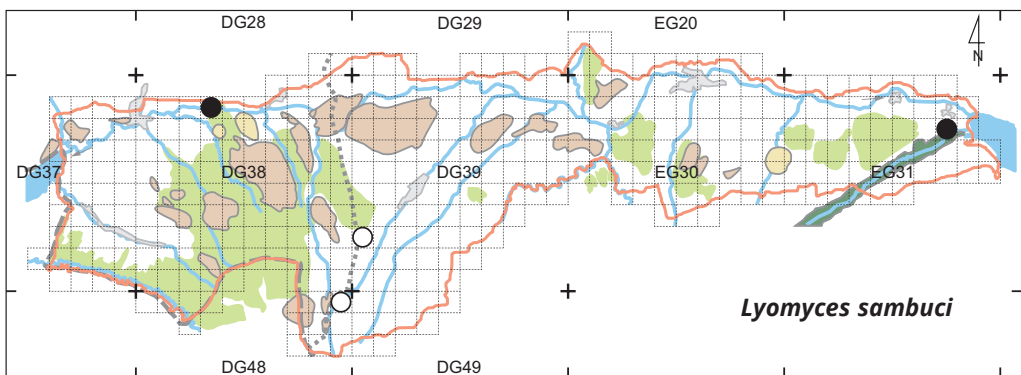 DG28 DG29 EG20
N
DG37 DG38 DG39 EG30 EG31
Lyomyces sambuci
DG48 DG49